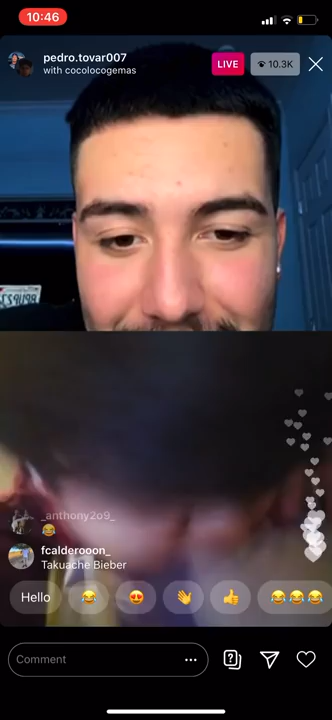 10:46
pedro.tovar007
with cocolocogemas
LIVE
10.3K
_anthony2o9_
😂
fcalderooon_
Takuache Bieber
Hello 😂 😍 👋 👍 😂😂😂
Comment